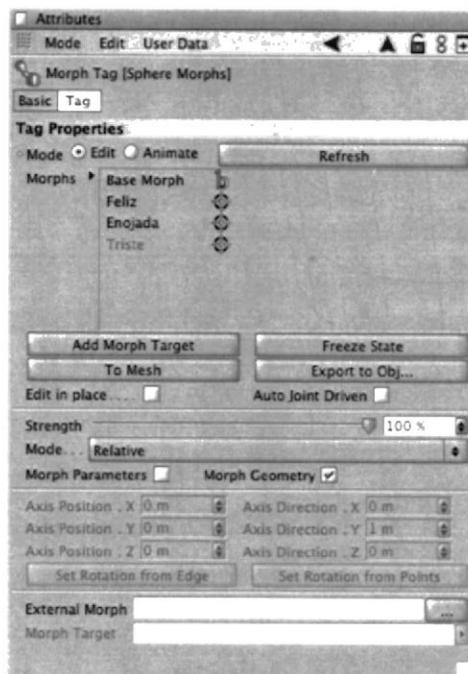 Attributes
Mode Edit User Data
Morph Tag [Sphere Morphs]
Basic Tag
Tag Properties
Mode Edit Animate Refresh
Morphs Base Morph
Feliz
Enojada
Triste
Add Morph Target Freeze State
To Mesh Export to Obj...
Edit in place.... Auto Joint Driven
Strength 100 %
Mode... Relative
Morph Parameters Morph Geometry
Axis Position . X 0 m Axis Direction . X 0 m
Axis Position . Y 0 m Axis Direction . Y 1 m
Axis Position . Z 0 m Axis Direction . Z 0 m
Set Rotation from Edge Set Rotation from Points
External Morph ...
Morph Target